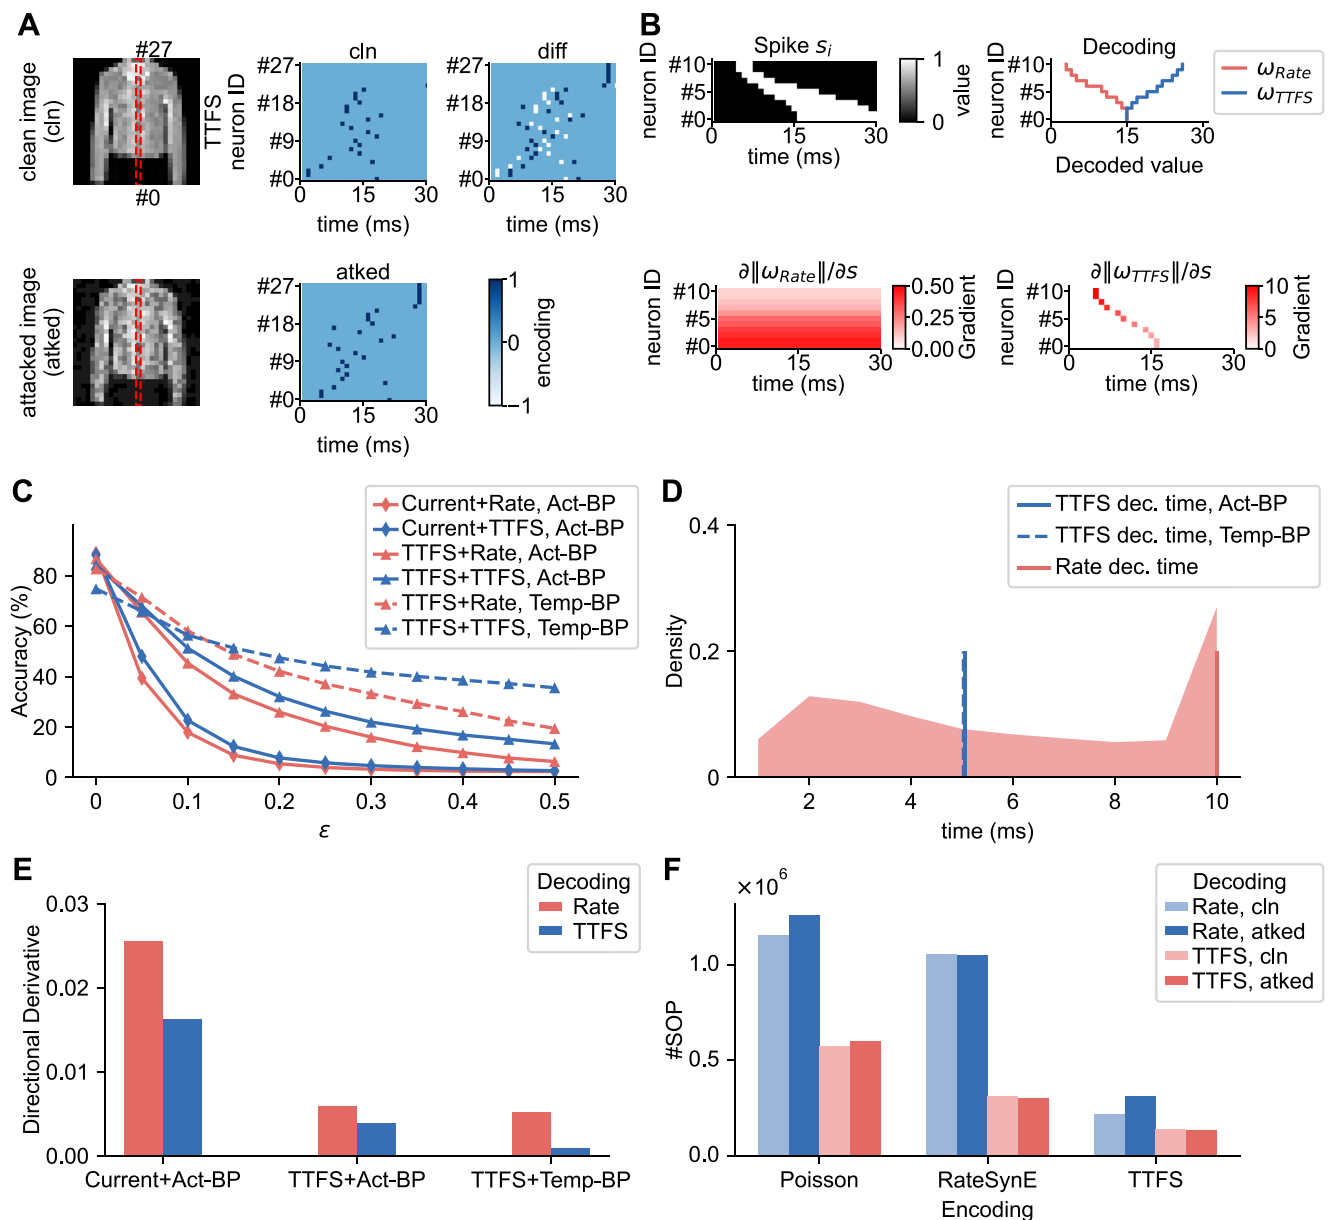 A
clean image
(cln)
#27
#0
TTFS
neuron ID
cln
#27
#18
#9
#0
0 15 30
time (ms)
diff
#27
#18
#9
#0
0 15 30
time (ms)
attacked image
(atked)
atked
#27
#18
#9
#0
0 15 30
time (ms)
1
0
−1
encoding
B
Spike s_i
neuron ID
#10
#5
#0
0 15 30
time (ms)
1
0
value
Decoding
neuron ID
#10
#5
#0
0 15 30
Decoded value
ω_Rate
ω_TTFS
∂‖ω_Rate‖/∂s
neuron ID
#10
#5
#0
0 15 30
time (ms)
0.50
0.25
0.00
Gradient
∂‖ω_TTFS‖/∂s
neuron ID
#10
#5
#0
0 15 30
time (ms)
10
5
0
Gradient
C
Current+Rate, Act-BP
Current+TTFS, Act-BP
TTFS+Rate, Act-BP
TTFS+TTFS, Act-BP
TTFS+Rate, Temp-BP
TTFS+TTFS, Temp-BP
Accuracy (%)
80
60
40
20
0
0 0.1 0.2 0.3 0.4 0.5
ε
D
TTFS dec. time, Act-BP
TTFS dec. time, Temp-BP
Rate dec. time
Density
0.4
0.2
0
2 4 6 8 10
time (ms)
E
Decoding
Rate
TTFS
Directional Derivative
0.03
0.02
0.01
0.00
Current+Act-BP TTFS+Act-BP TTFS+Temp-BP
F
×10^6
Decoding
Rate, cln
Rate, atked
TTFS, cln
TTFS, atked
#SOP
1.0
0.5
0.0
Poisson RateSynE TTFS
Encoding